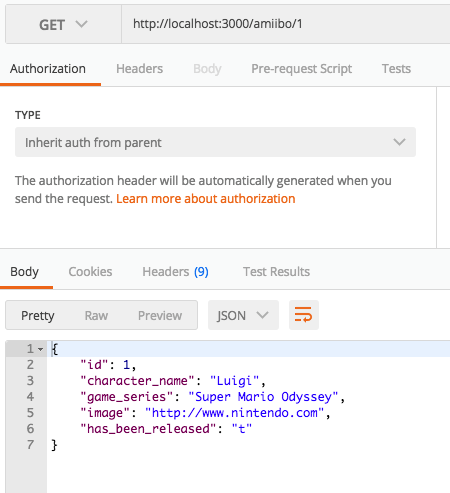 GET http://localhost:3000/amiibo/1
Authorization Headers Body Pre-request Script Tests
TYPE
Inherit auth from parent
The authorization header will be automatically generated when you
send the request. Learn more about authorization
Body Cookies Headers (9) Test Results
Pretty Raw Preview JSON
1 {
2 "id": 1,
3 "character_name": "Luigi",
4 "game_series": "Super Mario Odyssey",
5 "image": "http://www.nintendo.com",
6 "has_been_released": "t"
7 }